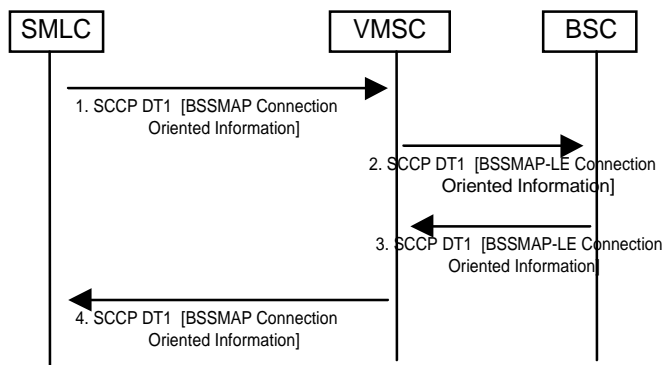 SMLC VMSC BSC
1. SCCP DT1 [BSSMAP Connection
Oriented Information]
2. SCCP DT1 [BSSMAP-LE Connection
Oriented Information]
3. SCCP DT1 [BSSMAP-LE Connection
Oriented Information]
4. SCCP DT1 [BSSMAP Connection
Oriented Information]